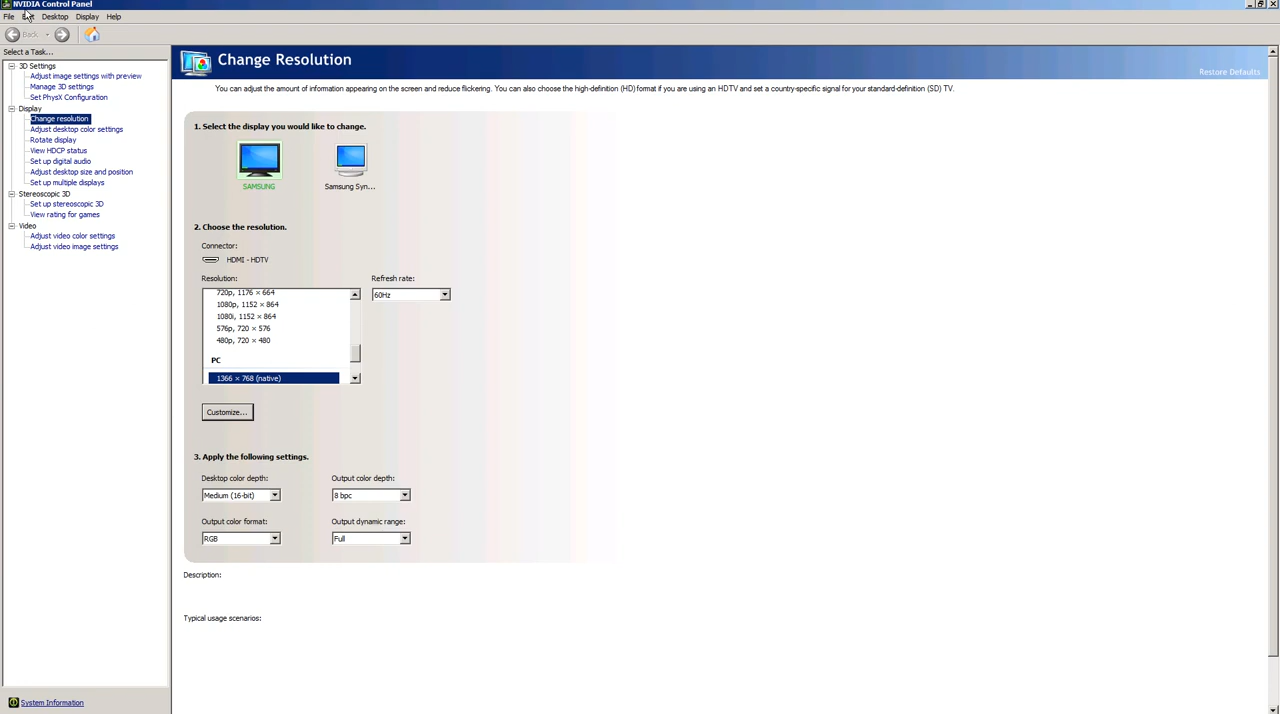 NVIDIA Control Panel
File Desktop Display Help
Back
Select a Task...
3D Settings
Adjust image settings with preview
Manage 3D settings
Set PhysX Configuration
Display
Change resolution
Adjust desktop color settings
Rotate display
View HDCP status
Set up digital audio
Adjust desktop size and position
Set up multiple displays
Stereoscopic 3D
Set up stereoscopic 3D
View rating for games
Video
Adjust video color settings
Adjust video image settings
System Information
Change Resolution
Restore Defaults
You can adjust the amount of information appearing on the screen and reduce flickering. You can also choose the high-definition (HD) format if you are using an HDTV and set a country-specific signal for your standard-definition (SD) TV.
1. Select the display you would like to change.
SAMSUNG Samsung Syn...
2. Choose the resolution.
Connector:
HDMI - HDTV
Resolution: Refresh rate:
720p, 1176 × 664 60Hz
1080p, 1152 × 864
1080i, 1152 × 864
576p, 720 × 576
480p, 720 × 480
PC
1366 × 768 (native)
Customize...
3. Apply the following settings.
Desktop color depth: Output color depth:
Medium (16-bit) 8 bpc
Output color format: Output dynamic range:
RGB Full
Description:
Typical usage scenarios: